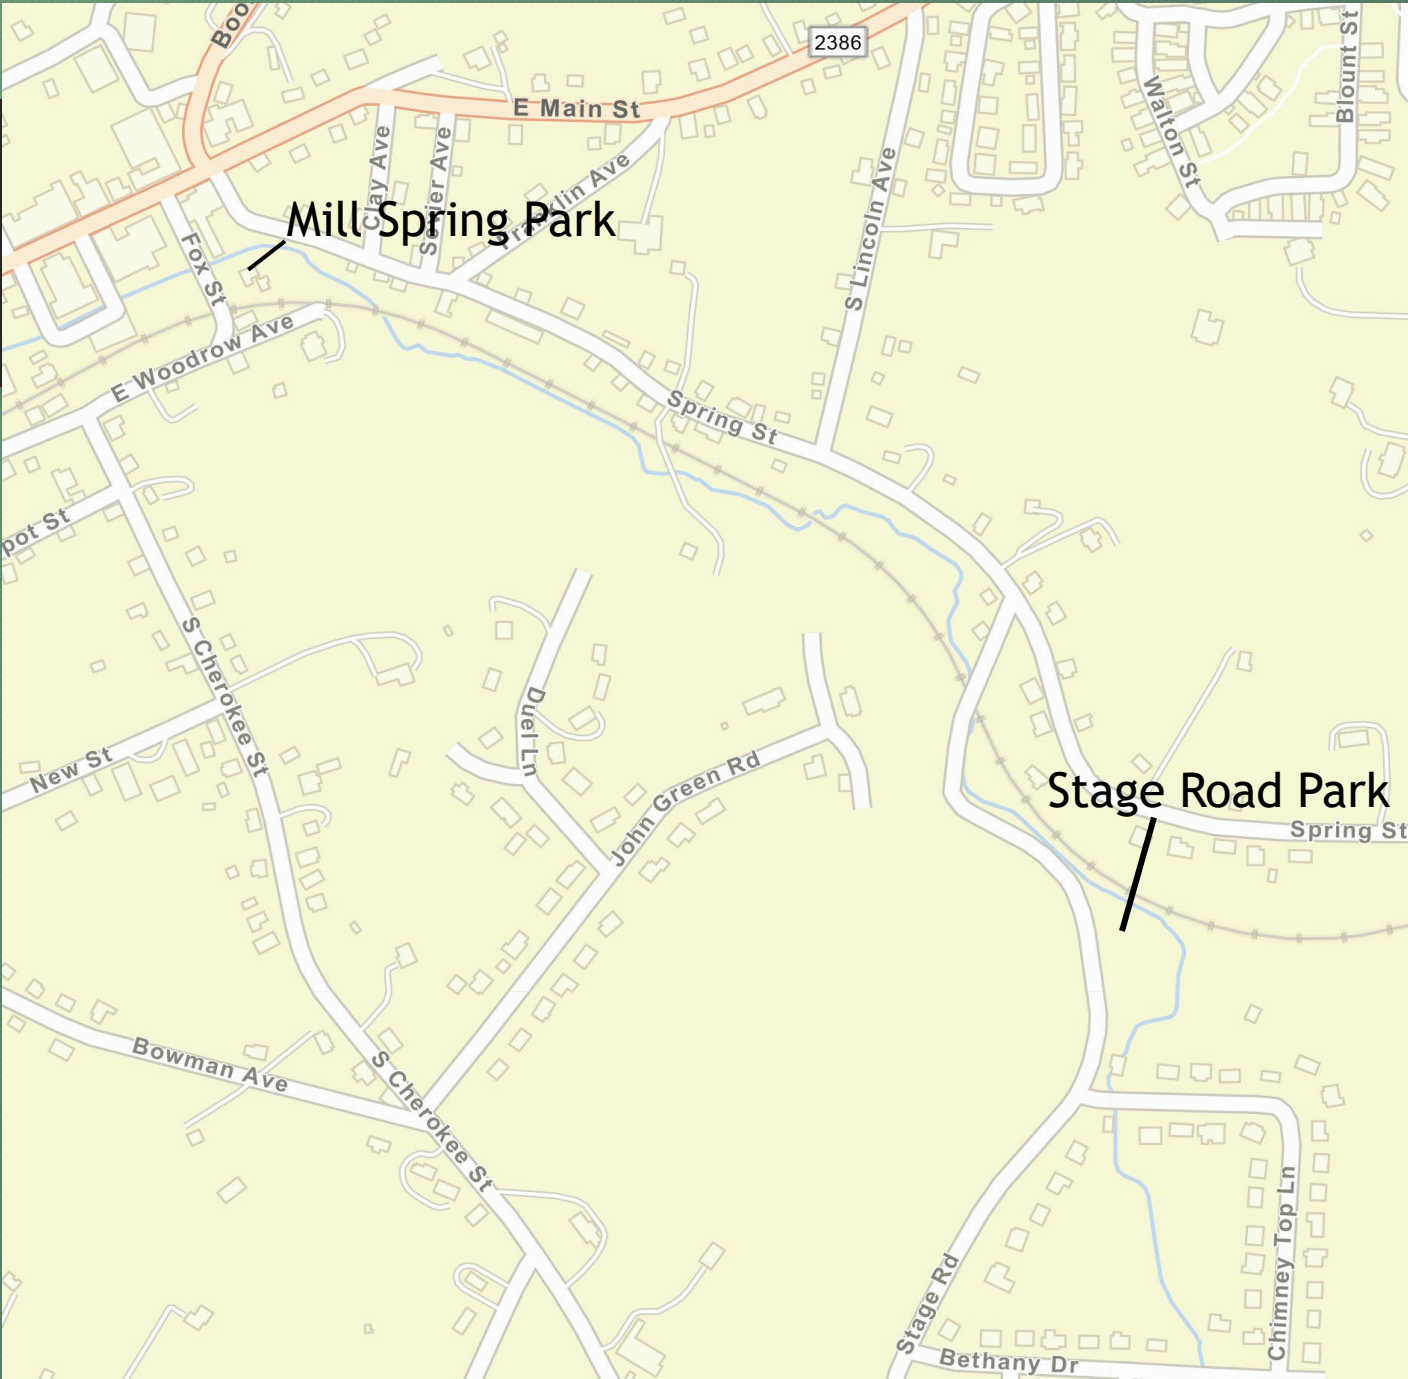 Boo
2386
E Main St
Walton St
Blount St
Clay Ave
Sevier Ave
Franklin Ave
S Lincoln Ave
Mill Spring Park
Fox St
E Woodrow Ave
Spring St
pot St
S Cherokee St
Duel Ln
New St
John Green Rd
Stage Road Park
Spring St
Bowman Ave
S Cherokee St
Chimney Top Ln
Stage Rd
Bethany Dr